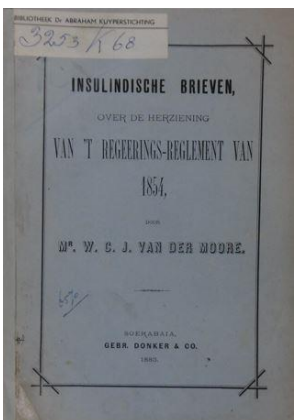 BIBLIOTHEEK Dr ABRAHAM KUYPERSTICHTING
3253 K 68
INSULINDISCHE BRIEVEN,
OVER DE HERZIENING
VAN 'T REGEERINGS-REGLEMENT VAN
1854,
DOOR
Mr. W. C. J. VAN DER MOORE.
SOERABAIA,
GEBR. DONKER & CO.